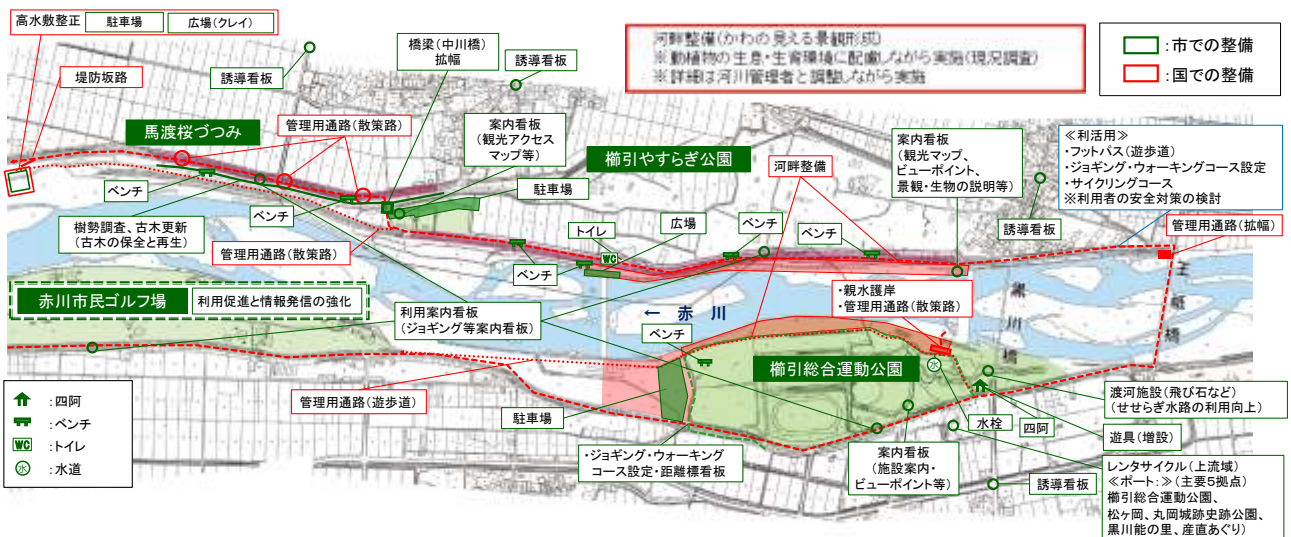 高水敷整正
駐車場
広場(クレイ)
堤防坂路
誘導看板
橋梁(中川橋)
拡幅
誘導看板
河畔整備(かわの見える景観形成)
※動植物の生息・生育環境に配慮しながら実施(現況調査)
※詳細は河川管理者と調整しながら実施
:市での整備
:国での整備
馬渡桜づつみ
管理用通路(散策路)
案内看板
(観光アクセス
マップ等)
櫛引やすらぎ公園
駐車場
河畔整備
案内看板
(観光マップ、
ビューポイント、
景観・生物の説明等)
≪利活用≫
・フットパス(遊歩道)
・ジョギング・ウォーキングコース設定
・サイクリングコース
※利用者の安全対策の検討
誘導看板
管理用通路(拡幅)
ベンチ
樹勢調査、古木更新
(古木の保全と再生)
ベンチ
管理用通路(散策路)
ベンチ
トイレ
WC
広場
ベンチ
ベンチ
王祇橋
黒川橋
赤川市民ゴルフ場
利用促進と情報発信の強化
利用案内看板
(ジョギング等案内看板)
← 赤 川
ベンチ
・親水護岸
・管理用通路(散策路)
櫛引総合運動公園
水
:四阿
:ベンチ
WC
:トイレ
水
:水道
管理用通路(遊歩道)
駐車場
・ジョギング・ウォーキング
コース設定・距離標看板
案内看板
(施設案内・
ビューポイント等)
水栓
四阿
誘導看板
渡河施設(飛び石など)
(せせらぎ水路の利用向上)
遊具(増設)
レンタサイクル(上流域)
≪ポート:≫(主要5拠点)
櫛引総合運動公園、
松ヶ岡、丸岡城跡史跡公園、
黒川能の里、産直あぐり)